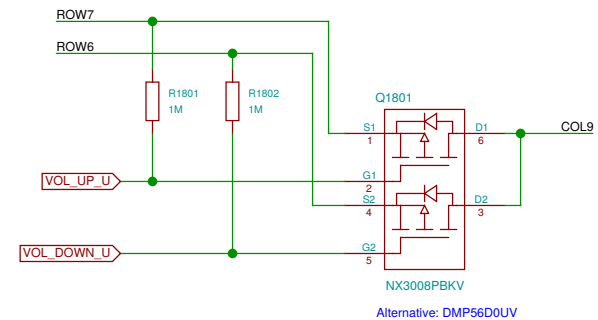 ROW7
ROW6
R1801
1M
R1802
1M
Q1801
S1
1
D1
6
COL9
VOL_UP_U
G1
2
S2
4
D2
3
VOL_DOWN_U
G2
5
NX3008PBKV
Alternative: DMP56D0UV